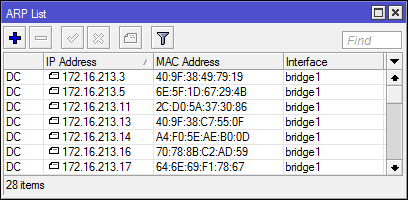 ARP List
Find
IP Address MAC Address Interface
DC 172.16.213.3 40:9F:38:49:79:19 bridge1
DC 172.16.213.5 6E:5F:1D:67:29:4B bridge1
DC 172.16.213.11 2C:D0:5A:37:30:86 bridge1
DC 172.16.213.13 40:9F:38:C7:55:0F bridge1
DC 172.16.213.14 A4:F0:5E:AE:B0:0D bridge1
DC 172.16.213.16 70:78:8B:C2:AD:59 bridge1
DC 172.16.213.17 64:6E:69:F1:78:67 bridge1
28 items